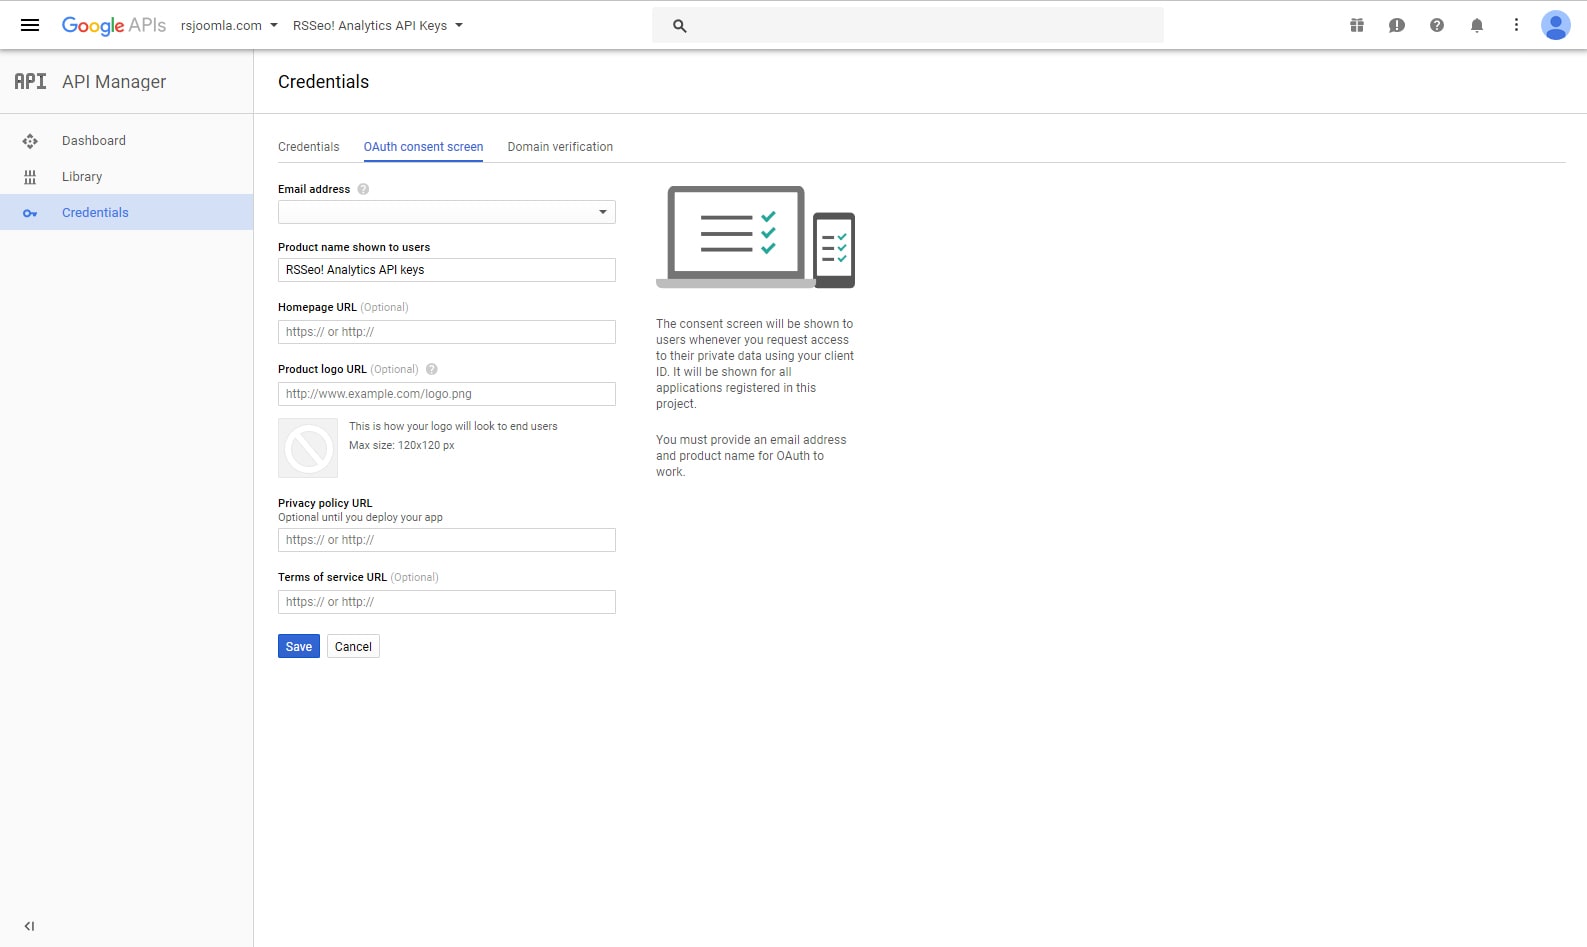 Google APIs rsjoomla.com RSSeo! Analytics API Keys
API API Manager
Credentials
Dashboard
Library
Credentials
Credentials OAuth consent screen Domain verification
Email address
Product name shown to users
RSSeo! Analytics API keys
Homepage URL (Optional)
https:// or http://
Product logo URL (Optional)
http://www.example.com/logo.png
This is how your logo will look to end users
Max size: 120x120 px
Privacy policy URL
Optional until you deploy your app
https:// or http://
Terms of service URL (Optional)
https:// or http://
Save Cancel
The consent screen will be shown to
users whenever you request access
to their private data using your client
ID. It will be shown for all
applications registered in this
project.
You must provide an email address
and product name for OAuth to
work.